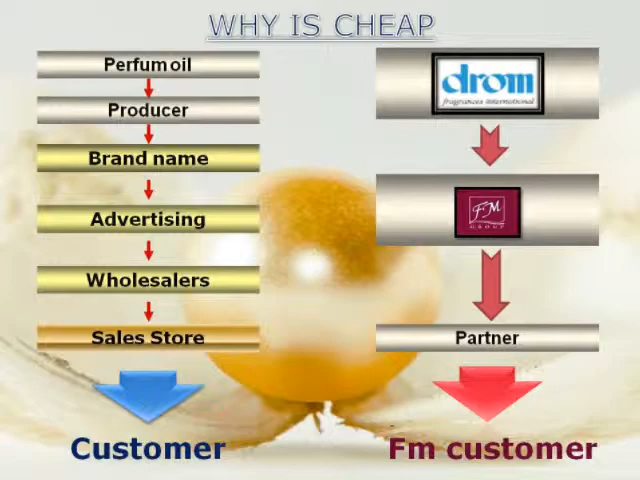 WHY IS CHEAP
Perfum oil
Producer
Brand name
Advertising
Wholesalers
Sales Store
Customer
drom
fragrances international
FM
GROUP
Partner
Fm customer